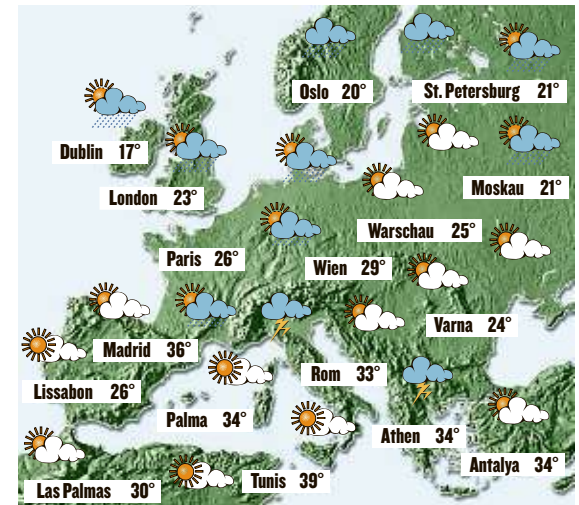 Oslo 20°
St. Petersburg 21°
Dublin 17°
London 23°
Moskau 21°
Warschau 25°
Paris 26°
Wien 29°
Varna 24°
Madrid 36°
Rom 33°
Lissabon 26°
Palma 34°
Athen 34°
Antalya 34°
Tunis 39°
Las Palmas 30°